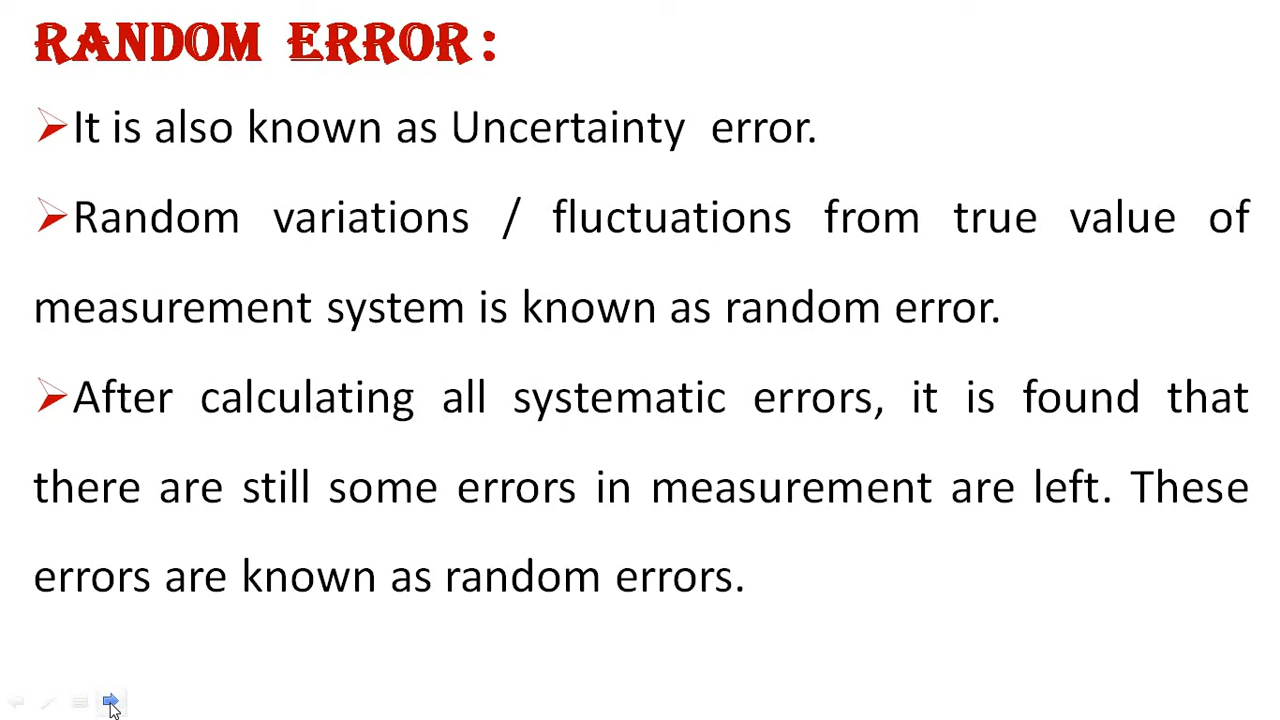 RANDOM ERROR:
➢It is also known as Uncertainty error.
➢Random variations / fluctuations from true value of
measurement system is known as random error.
➢After calculating all systematic errors, it is found that
there are still some errors in measurement are left. These
errors are known as random errors.